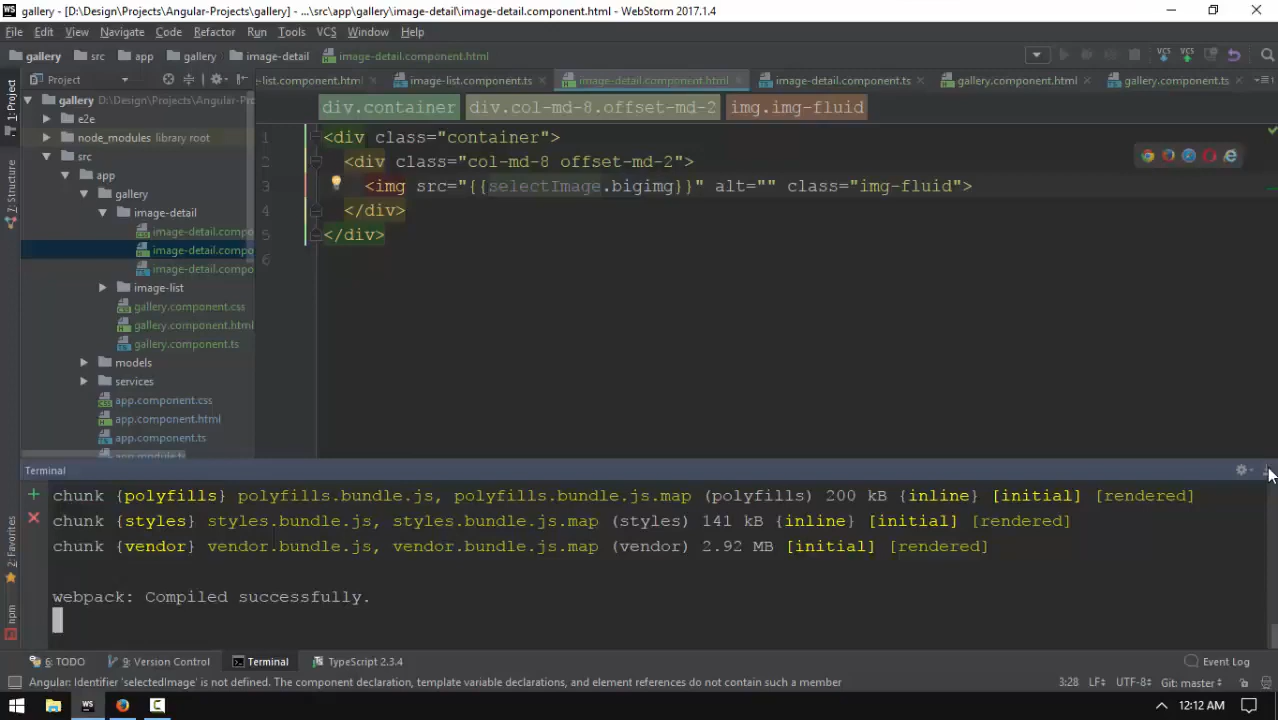 gallery - [D:\Design\Projects\Angular-Projects\gallery] - ...\src\app\gallery\image-detail\image-detail.component.html - WebStorm 2017.1.4
File Edit View Navigate Code Refactor Run Tools VCS Window Help
gallery src app gallery image-detail image-detail.component.html
Project
-list.component.html image-list.component.ts image-detail.component.html image-detail.component.ts gallery.component.html gallery.component.ts
1: Project
7: Structure
2: Favorites
npm
gallery D:\Design\Projects\Angular-Pr
e2e
node_modules library root
src
app
gallery
image-detail
image-detail.compo
image-detail.compo
image-detail.compo
image-list
gallery.component.css
gallery.component.html
gallery.component.ts
models
services
app.component.css
app.component.html
app.component.ts
app.module.ts
div.container div.col-md-8.offset-md-2 img.img-fluid
1 <div class="container">
2 <div class="col-md-8 offset-md-2">
3 <img src="{{selectImage.bigimg}}" alt="" class="img-fluid">
4 </div>
5 </div>
6
Terminal
chunk {polyfills} polyfills.bundle.js, polyfills.bundle.js.map (polyfills) 200 kB {inline} [initial] [rendered]
chunk {styles} styles.bundle.js, styles.bundle.js.map (styles) 141 kB {inline} [initial] [rendered]
chunk {vendor} vendor.bundle.js, vendor.bundle.js.map (vendor) 2.92 MB [initial] [rendered]
webpack: Compiled successfully.
6: TODO 9: Version Control Terminal TypeScript 2.3.4 Event Log
Angular: Identifier 'selectedImage' is not defined. The component declaration, template variable declarations, and element references do not contain such a member 3:28 LF UTF-8 Git: master
WS
12:12 AM